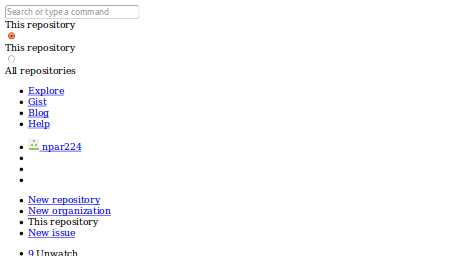 Search or type a command
This repository
This repository
All repositories
Explore
Gist
Blog
Help
npar224
New repository
New organization
This repository
New issue
9 Unwatch